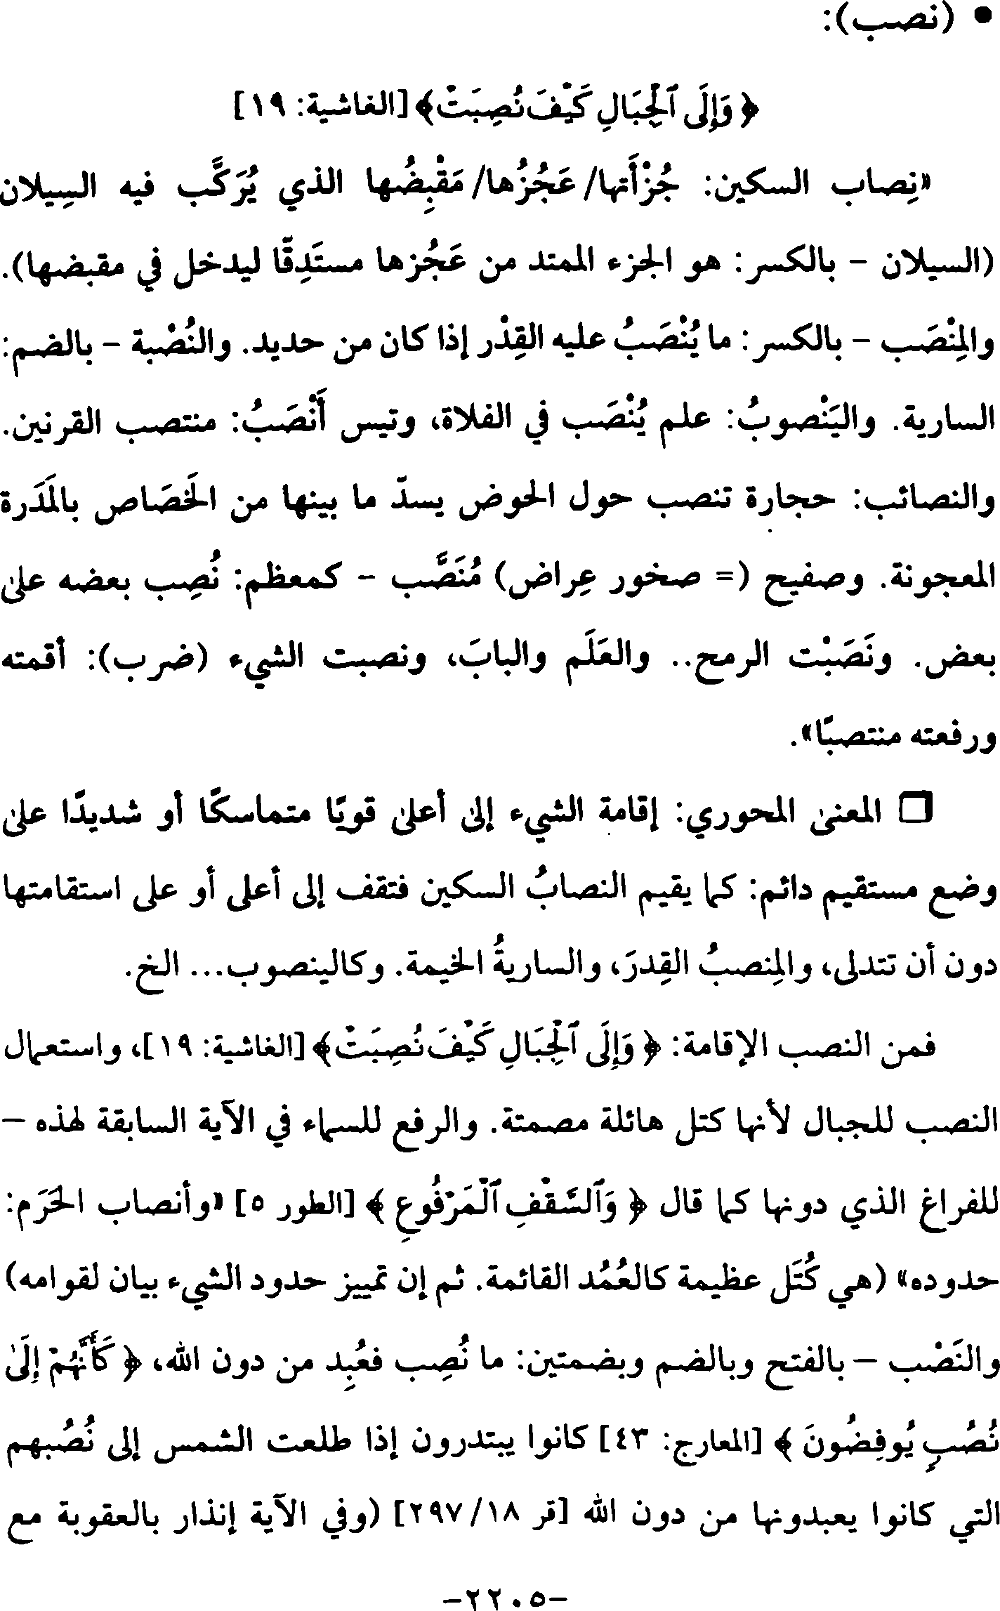 • (نصب):
﴿ وَإِلَى ٱلْجِبَالِ كَيْفَ نُصِبَتْ﴾ [الغاشية: ١٩]
«نِصاب السكين: جُزْأَتها/ عَجُزُها/ مَقْبِضُها الذي يُرَكَّب فيه السِيلان
(السيلان – بالكسر: هو الجزء الممتد من عَجُزها مستَدِقًّا ليدخل في مقبضها).
والمِنْصَب – بالكسر: ما يُنْصَبُ عليه القِدْر إذا كان من حديد. والنُصْبة – بالضم:
السارية. واليَنْصوبُ: علم يُنْصَب في الفلاة، وتيس أَنْصَبُ: منتصب القرنين.
والنصائب: حجارة تنصب حول الحوض يسدّ ما بينها من الخَصَاص بالمَدَرة
المعجونة. وصفيح (= صخور عِراض) مُنَصَّب – كمعظم: نُصِب بعضه على
بعض. ونَصَبْت الرمح.. والعَلَم والبابَ، ونصبت الشيء (ضرب): أقمته
ورفعته منتصبًا».
❒ المعنى المحوري: إقامة الشيء إلى أعلى قويًا متماسكًا أو شديدًا على
وضع مستقيم دائم: كما يقيم النصابُ السكين فتقف إلى أعلى أو على استقامتها
دون أن تتدلى، والمِنصبُ القِدرَ، والساريةُ الخيمة. وكالينصوب... الخ.
فمن النصب الإقامة: ﴿ وَإِلَى ٱلْجِبَالِ كَيْفَ نُصِبَتْ﴾ [الغاشية: ١٩]، واستعمال
النصب للجبال لأنها كتل هائلة مصمتة. والرفع للسماء في الآية السابقة لهذه –
للفراغ الذي دونها كما قال ﴿ وَٱلسَّقْفِ ٱلْمَرْفُوعِ ﴾ [الطور ٥] «وأنصاب الحَرَم:
حدوده» (هي كُتَل عظيمة كالعُمُد القائمة. ثم إن تمييز حدود الشيء بيان لقوامه)
والنَصْب – بالفتح وبالضم وبضمتين: ما نُصِب فعُبِد من دون الله، ﴿ كَأَنَّهُمْ إِلَىٰ
نُصُبٍ يُوفِضُونَ ﴾ [المعارج: ٤٣] كانوا يبتدرون إذا طلعت الشمس إلى نُصُبهم
التي كانوا يعبدونها من دون الله [قر ١٨/ ٢٩٧] (وفي الآية إنذار بالعقوبة مع
–٢٢٠٥–